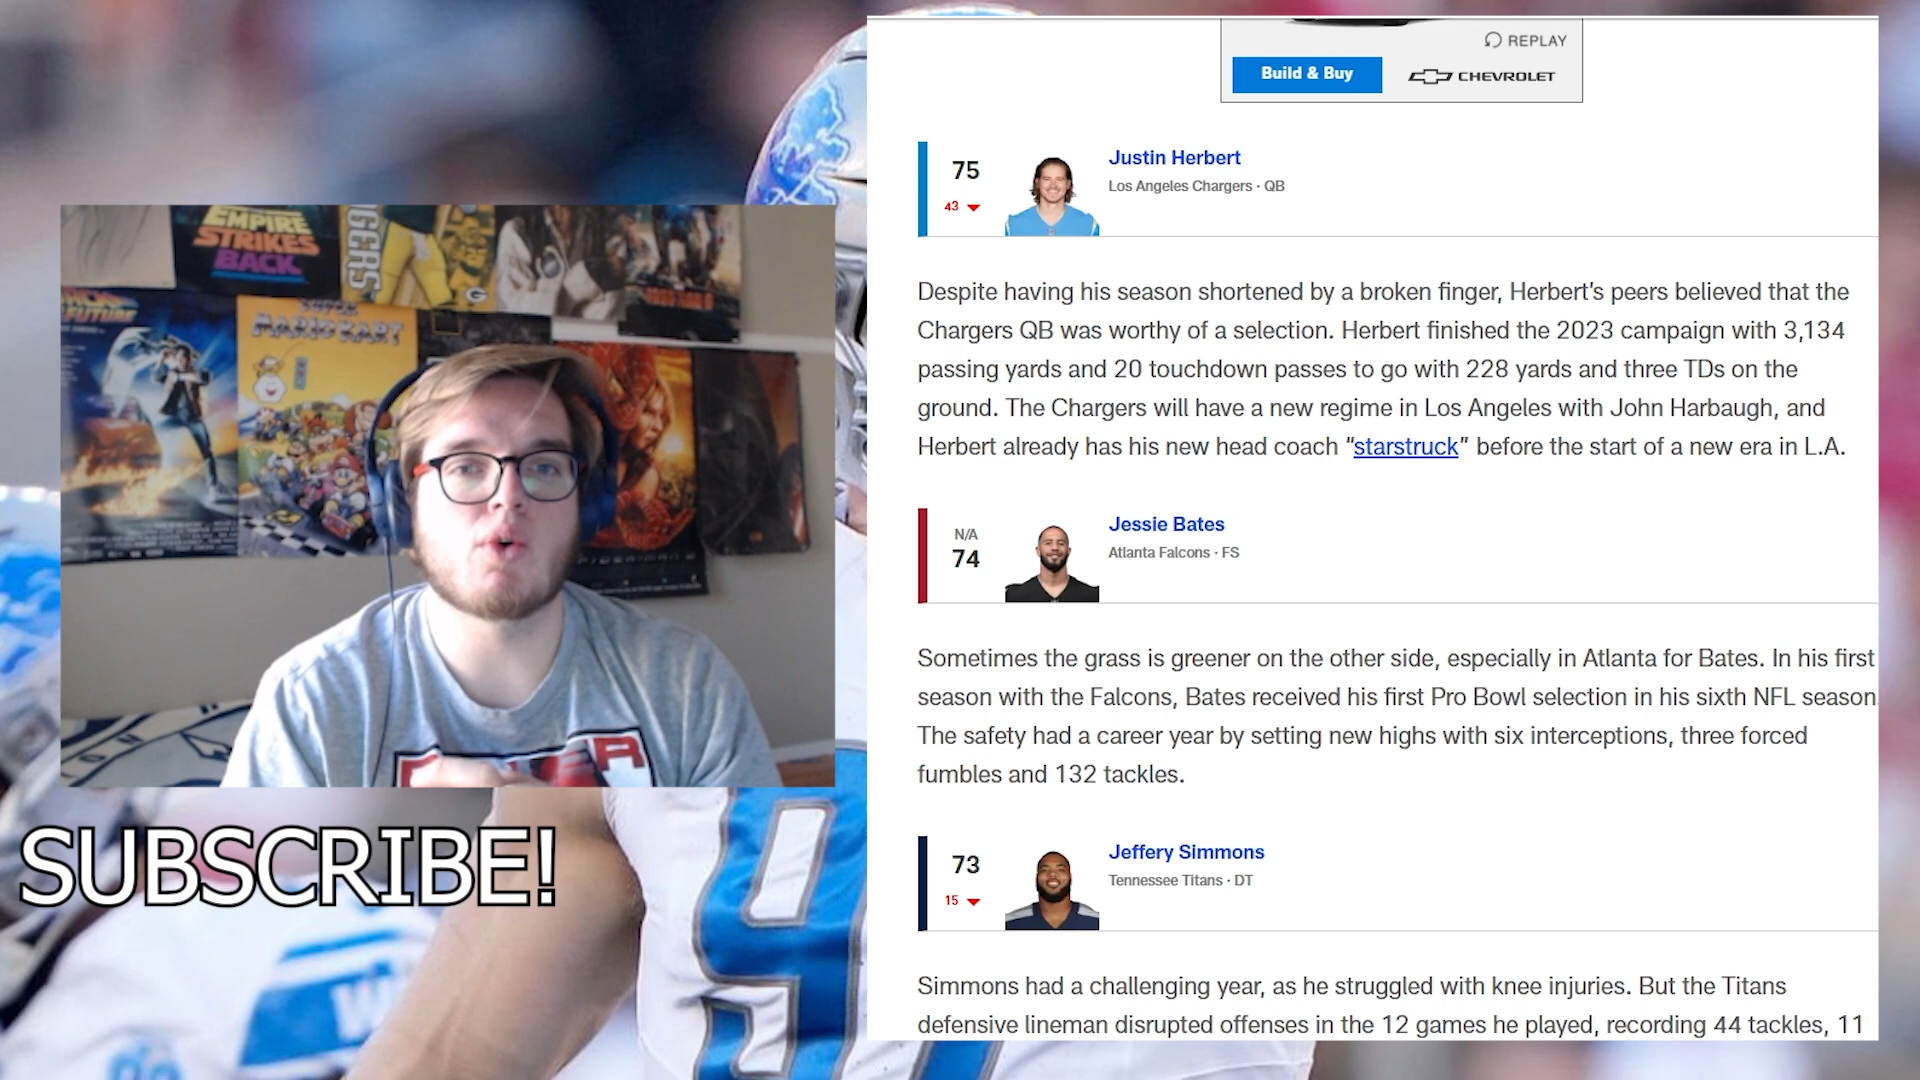 REPLAY
Build & Buy
CHEVROLET
75
43
Justin Herbert
Los Angeles Chargers · QB
Despite having his season shortened by a broken finger, Herbert’s peers believed that the
Chargers QB was worthy of a selection. Herbert finished the 2023 campaign with 3,134
passing yards and 20 touchdown passes to go with 228 yards and three TDs on the
ground. The Chargers will have a new regime in Los Angeles with John Harbaugh, and
Herbert already has his new head coach “starstruck” before the start of a new era in L.A.
N/A
74
Jessie Bates
Atlanta Falcons · FS
Sometimes the grass is greener on the other side, especially in Atlanta for Bates. In his first
season with the Falcons, Bates received his first Pro Bowl selection in his sixth NFL season.
The safety had a career year by setting new highs with six interceptions, three forced
fumbles and 132 tackles.
73
15
Jeffery Simmons
Tennessee Titans · DT
Simmons had a challenging year, as he struggled with knee injuries. But the Titans
defensive lineman disrupted offenses in the 12 games he played, recording 44 tackles, 11
EMPIRE
STRIKES
BACK
FUTURE
SUPER
MARIO KART
G
SUBSCRIBE!